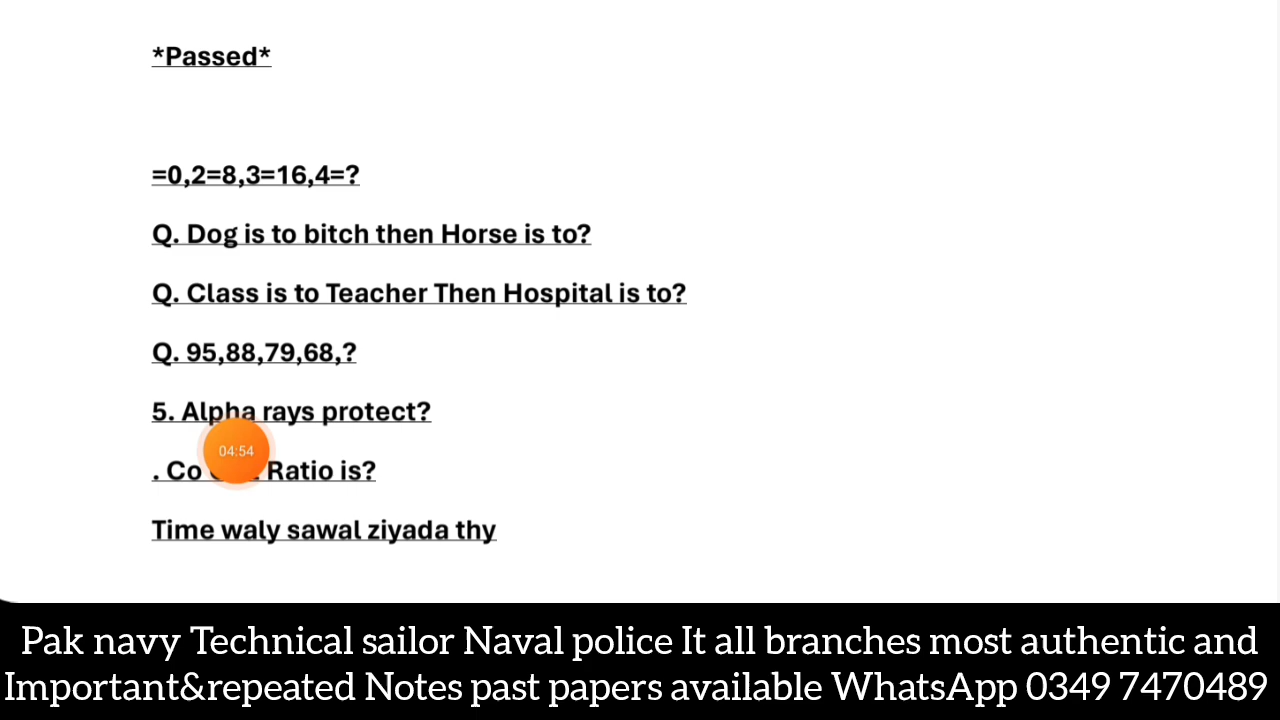 *Passed*
=0,2=8,3=16,4=?
Q. Dog is to bitch then Horse is to?
Q. Class is to Teacher Then Hospital is to?
Q. 95,88,79,68,?
5. Alpha rays protect?
04:54
. Co Ratio is?
Time waly sawal ziyada thy
Pak navy Technical sailor Naval police It all branches most authentic and
Important&repeated Notes past papers available WhatsApp 0349 7470489